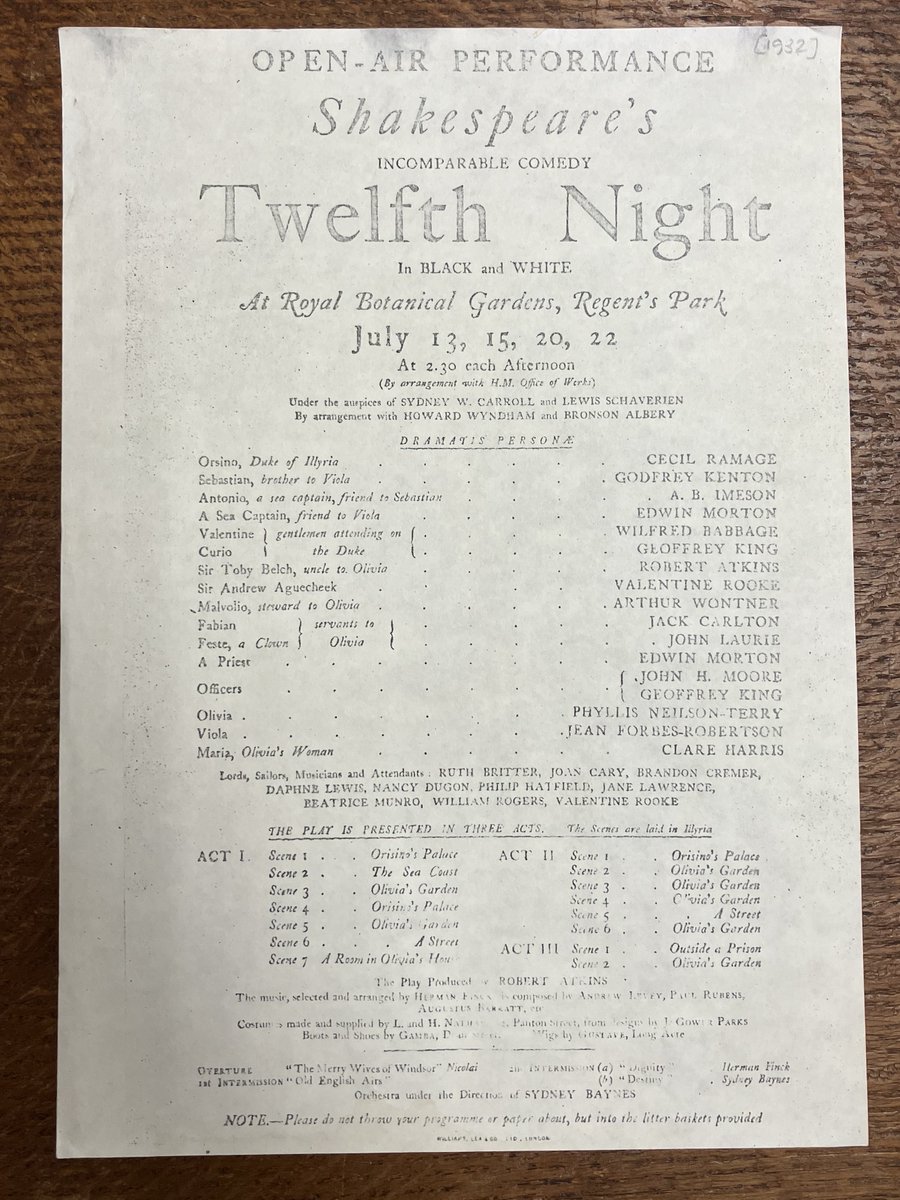 [1932]
OPEN-AIR PERFORMANCE
Shakespeare's
INCOMPARABLE COMEDY
Twelfth Night
In BLACK and WHITE
At Royal Botanical Gardens, Regent's Park
July 13, 15, 20, 22
At 2.30 each Afternoon
(By arrangement with H.M. Office of Works)
Under the auspices of SYDNEY W. CARROLL and LEWIS SCHAVERIEN
By arrangement with HOWARD WYNDHAM and BRONSON ALBERY
DRAMATIS PERSONÆ
Orsino, Duke of Illyria . . . . . CECIL RAMAGE
Sebastian, brother to Viola . . . . . . GODFREY KENTON
Antonio, a sea captain, friend to Sebastian . . . . A. B. IMESON
A Sea Captain, friend to Viola . . . . . EDWIN MORTON
Valentine } gentlemen attending on { . . . . . WILFRED BABBAGE
Curio } the Duke { . . . . GEOFFREY KING
Sir Toby Belch, uncle to Olivia . . . . . ROBERT ATKINS
Sir Andrew Aguecheek . . . . . VALENTINE ROOKE
Malvolio, steward to Olivia . . . . . . ARTHUR WONTNER
Fabian } servants to } . . . . JACK CARLTON
Feste, a Clown } Olivia } . . . . . JOHN LAURIE
A Priest . . . . . . . EDWIN MORTON
Officers . . . . . . . { JOHN H. MOORE
{ GEOFFREY KING
Olivia . . . . . . . . PHYLLIS NEILSON-TERRY
Viola . . . . . . . . JEAN FORBES-ROBERTSON
Maria, Olivia's Woman . . . . . . CLARE HARRIS
Lords, Sailors, Musicians and Attendants : RUTH BRITTER, JOAN CARY, BRANDON CREMER,
DAPHNE LEWIS, NANCY DUGON, PHILIP HATFIELD, JANE LAWRENCE,
BEATRICE MUNRO, WILLIAM ROGERS, VALENTINE ROOKE
THE PLAY IS PRESENTED IN THREE ACTS. The Scenes are laid in Illyria
ACT I. Scene 1 . . . Orisino's Palace
Scene 2 . . The Sea Coast
Scene 3 . . Olivia's Garden
Scene 4 . . Orisino's Palace
Scene 5 . . Olivia's Garden
Scene 6 . . . A Street
Scene 7 A Room in Olivia's
ACT II Scene 1 . . Orisino's Palace
Scene 2 . . Olivia's Garden
Scene 3 . . Olivia's Garden
Scene 4 . . Garden
Scene 5 . . A Street
Scene 6 . . Olivia's Garden
ACT III Scene 1 . . Outside a Prison
Scene 2 . . Olivia's Garden
The Play Produced by ROBERT ATKINS
The music, selected and arranged by HERMAN FINCK is composed by ANDREW LEVEY, PAUL RUBENS,
AUGUSTUS BARRATT,
made and supplied by L. and H. Panton Street, from designs by J. GOWER PARKS
Boots and Shoes by GAMBA, Wigs by GUSTAVE, Long Acre
OVERTURE "The Merry Wives of Windsor" Nicolai
1st INTERMISSION "Old English Airs"
INTERMISSION (a) "Dignity" Herman Finck
(b) "Destiny" . Sydney Baynes
Orchestra under the Direction of SYDNEY BAYNES
NOTE.—Please do not throw your programme or paper about, but into the litter baskets provided
LEA & CO. LTD., LONDON